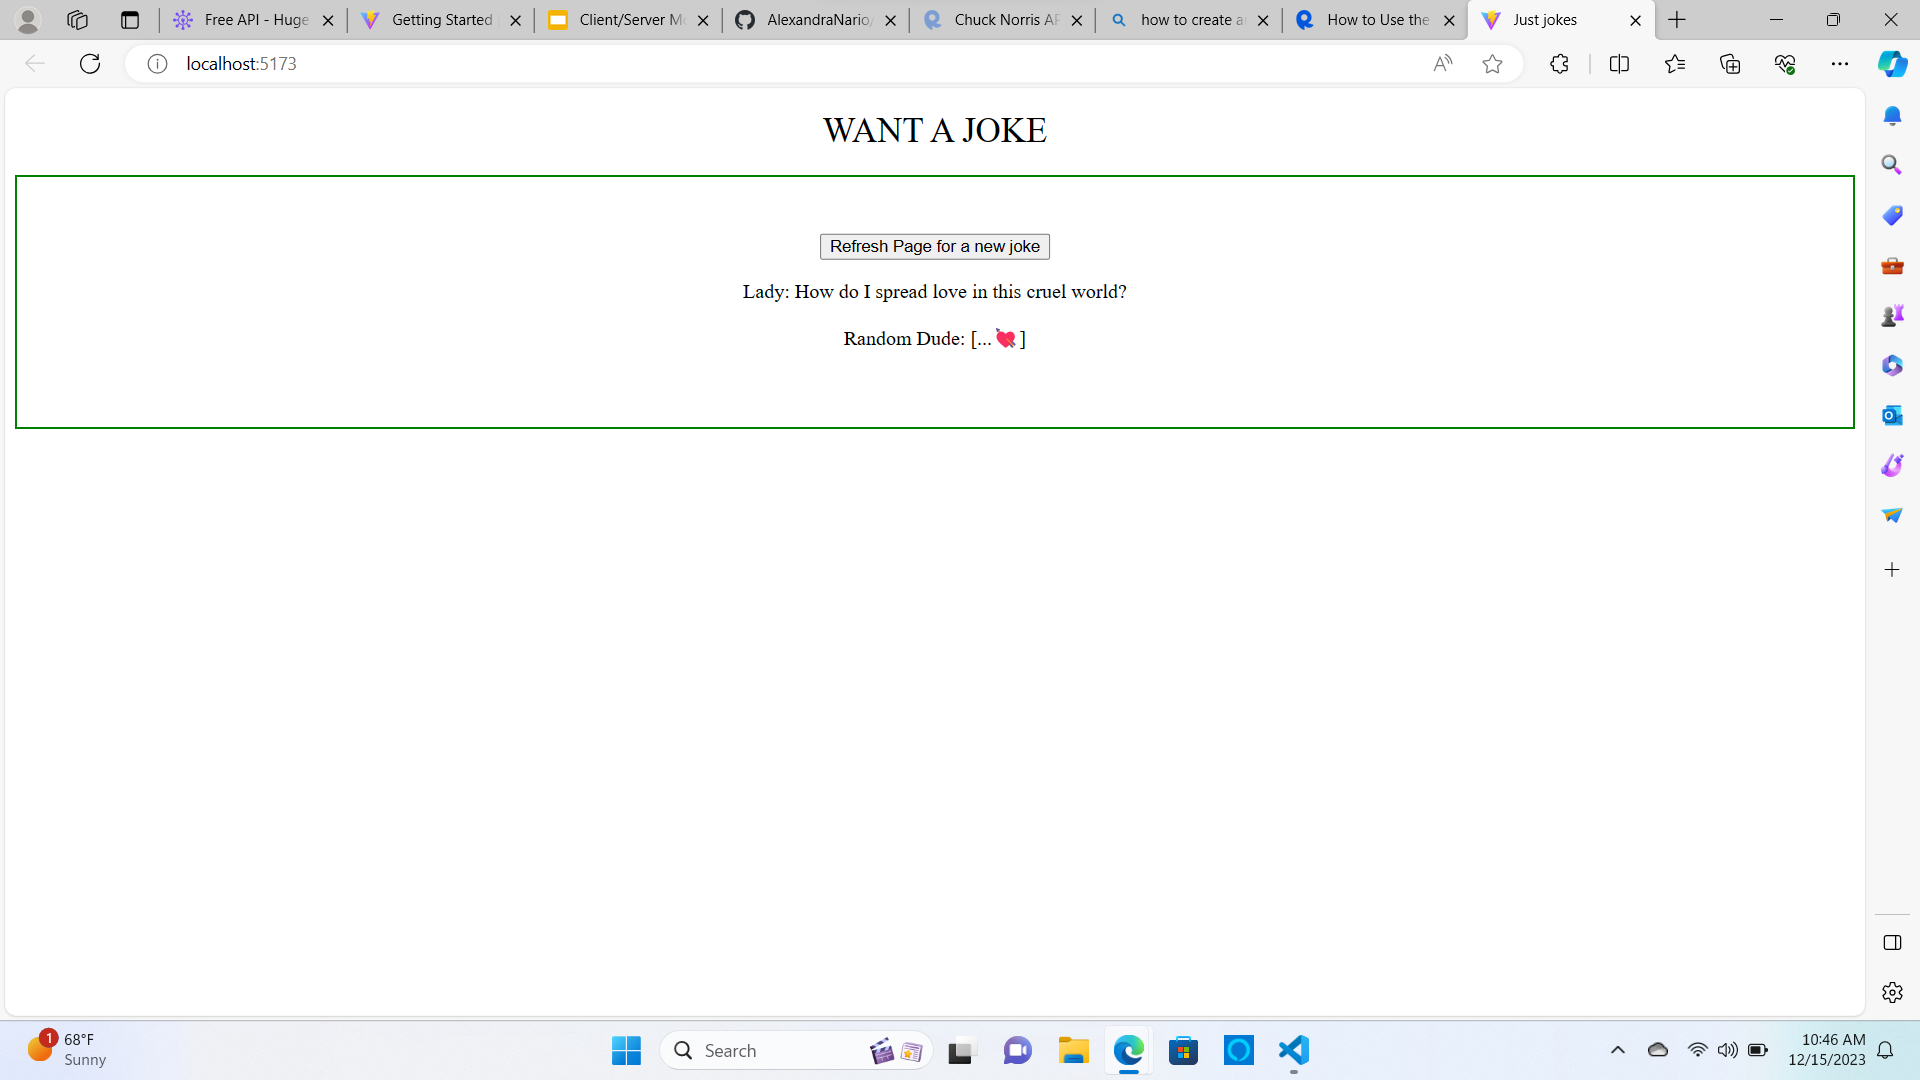 Free API - Huge
Getting Started
Client/Server Mo
AlexandraNario/
Chuck Norris AP
how to create a
How to Use the
Just jokes
localhost:5173
WANT A JOKE
Refresh Page for a new joke
Lady: How do I spread love in this cruel world?
Random Dude: [...💘]
1
68°F
Sunny
Search
10:46 AM
12/15/2023